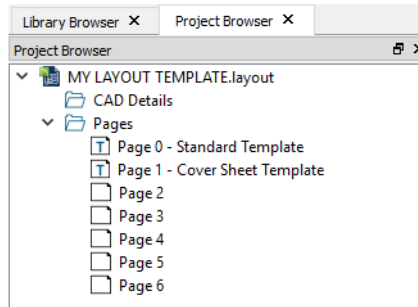 Library Browser X Project Browser X
Project Browser
MY LAYOUT TEMPLATE.layout
CAD Details
Pages
T Page 0 - Standard Template
T Page 1 - Cover Sheet Template
Page 2
Page 3
Page 4
Page 5
Page 6